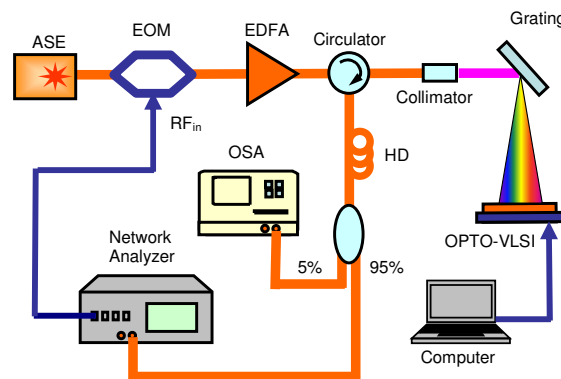 ASE
EOM
EDFA
Circulator
Grating
Collimator
RFin
OSA
HD
OPTO-VLSI
Network
Analyzer
5%
95%
Computer